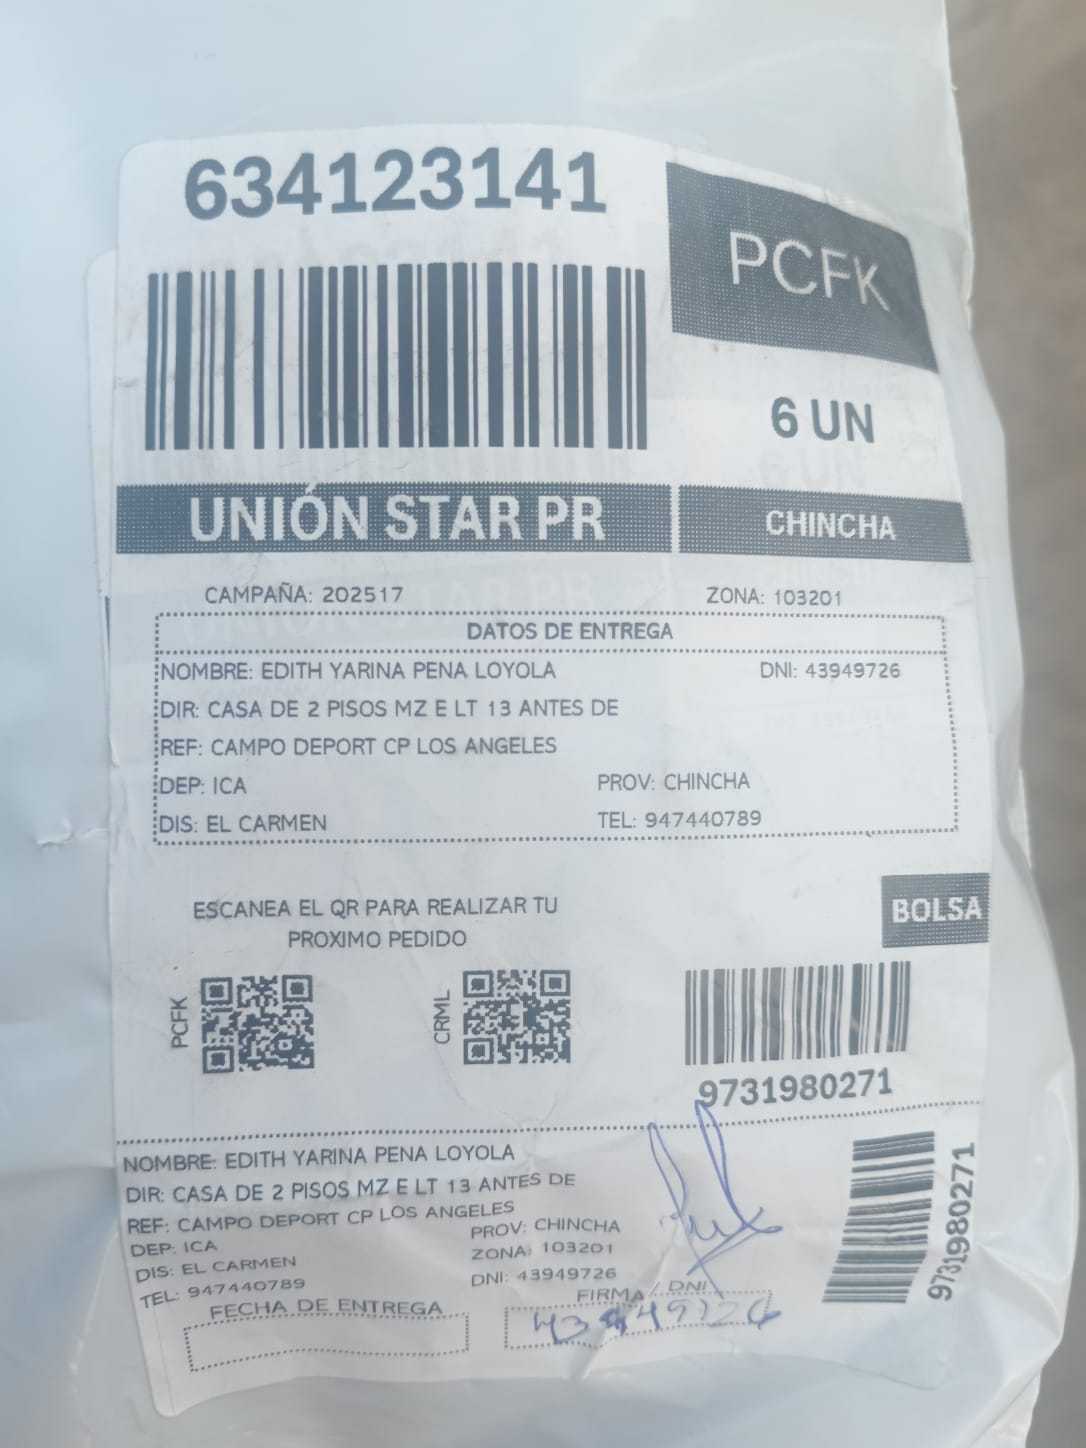 634123141
PCFK
6 UN
UNIÓN STAR PR
CHINCHA
CAMPAÑA: 202517
ZONA: 103201
DATOS DE ENTREGA
NOMBRE: EDITH YARINA PENA LOYOLA
DNI: 43949726
DIR: CASA DE 2 PISOS MZ E LT 13 ANTES DE
REF: CAMPO DEPORT CP LOS ANGELES
DEP: ICA
PROV: CHINCHA
DIS: EL CARMEN
TEL: 947440789
ESCANEA EL QR PARA REALIZAR TU
PROXIMO PEDIDO
BOLSA
PCFK
CRML
9731980271
NOMBRE: EDITH YARINA PENA LOYOLA
DIR: CASA DE 2 PISOS MZ E LT 13 ANTES DE
REF: CAMPO DEPORT CP LOS ANGELES
DEP: ICA
PROV: CHINCHA
DIS: EL CARMEN
ZONA: 103201
TEL: 947440789
DNI: 43949726
FECHA DE ENTREGA
FIRMA / DNI
9731980271